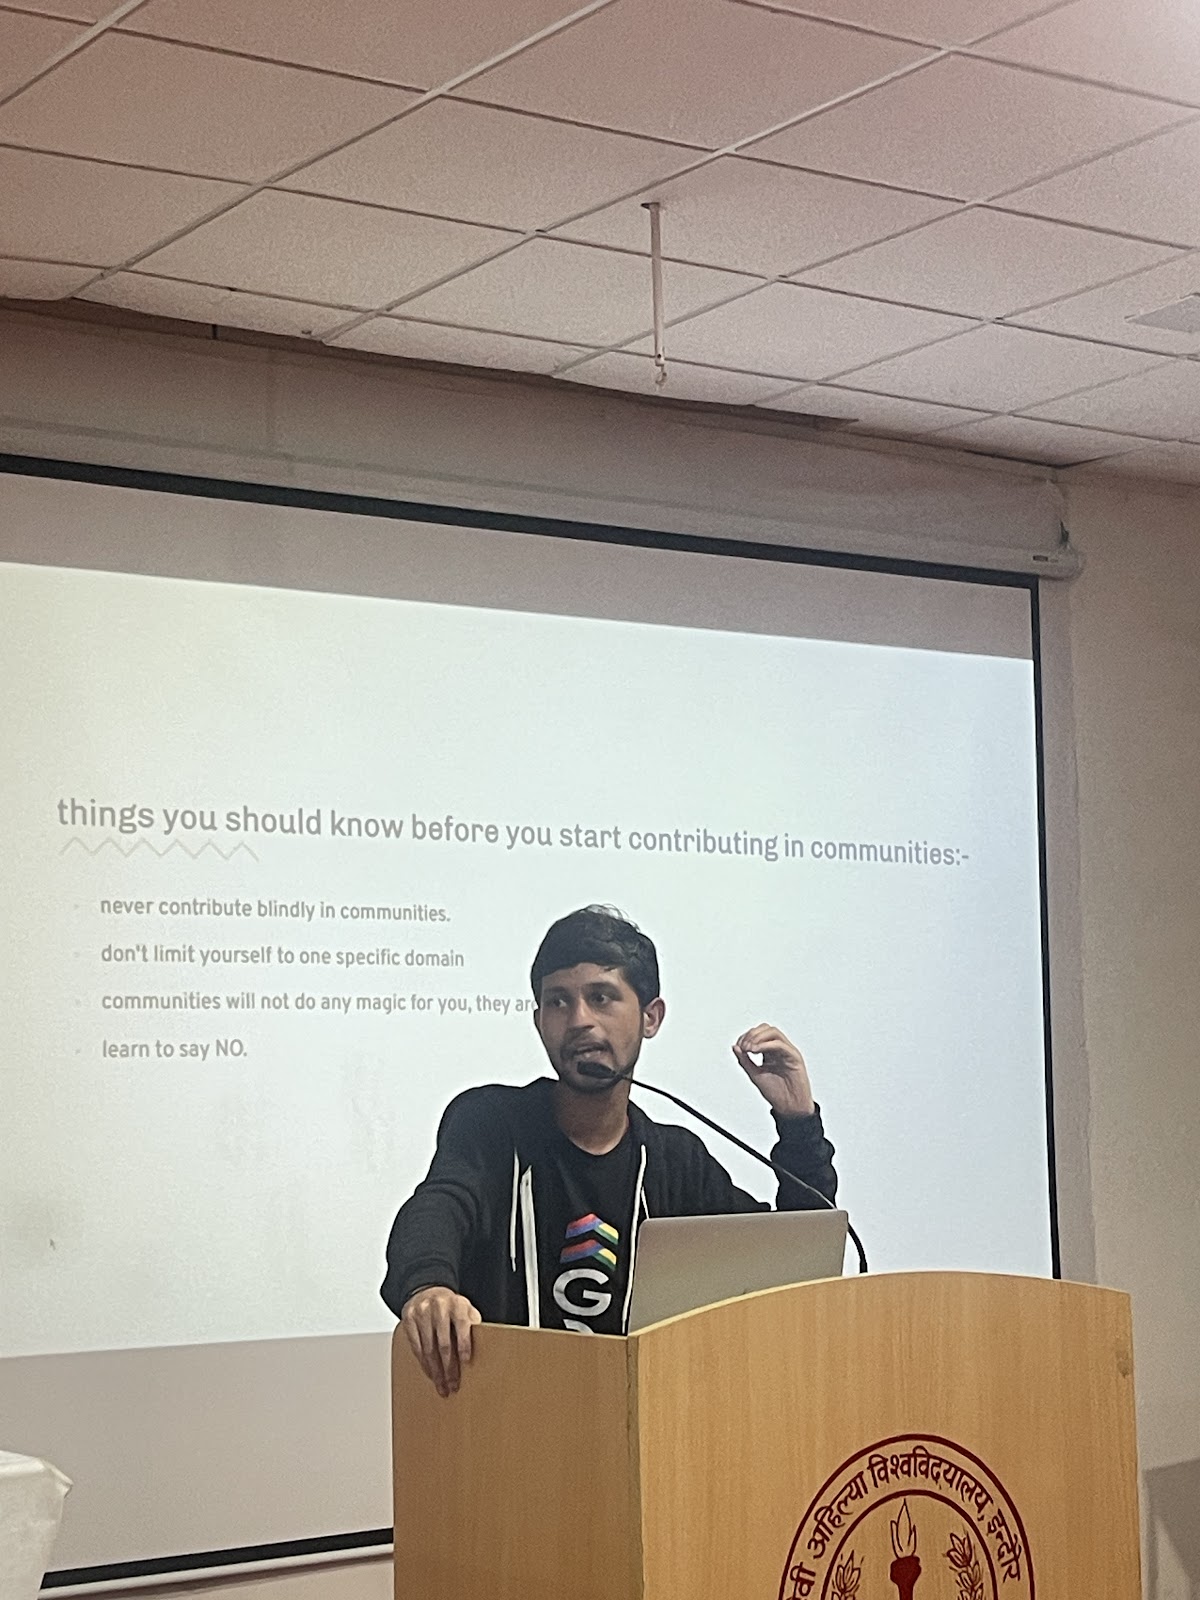 things you should know before you start contributing in communities:-
never contribute blindly in communities.
don't limit yourself to one specific domain
communities will not do any magic for you, they are
learn to say NO.
G
अहिल्या विश्वविद्यालय, इन्दौर